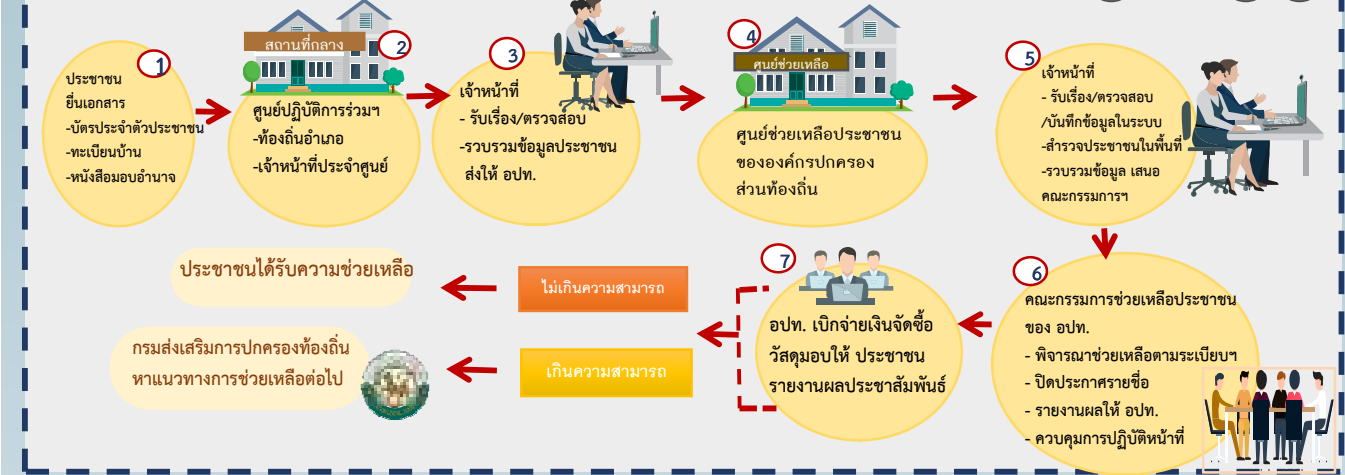 1
ประชาชน
ยื่นเอกสาร
-บัตรประจำตัวประชาชน
-ทะเบียนบ้าน
-หนังสือมอบอำนาจ
สถานที่กลาง
2
ศูนย์ปฏิบัติการร่วมฯ
-ท้องถิ่นอำเภอ
-เจ้าหน้าที่ประจำศูนย์
3
เจ้าหน้าที่
- รับเรื่อง/ตรวจสอบ
-รวบรวมข้อมูลประชาชน
ส่งให้ อปท.
4
ศูนย์ช่วยเหลือ
ศูนย์ช่วยเหลือประชาชน
ขององค์กรปกครอง
ส่วนท้องถิ่น
5
เจ้าหน้าที่
- รับเรื่อง/ตรวจสอบ
/บันทึกข้อมูลในระบบ
-สำรวจประชาชนในพื้นที่
-รวบรวมข้อมูล เสนอ
คณะกรรมการฯ
6
คณะกรรมการช่วยเหลือประชาชน
ของ อปท.
- พิจารณาช่วยเหลือตามระเบียบฯ
- ปิดประกาศรายชื่อ
- รายงานผลให้ อปท.
- ควบคุมการปฏิบัติหน้าที่
7
อปท. เบิกจ่ายเงินจัดซื้อ
วัสดุมอบให้ ประชาชน
รายงานผลประชาสัมพันธ์
ไม่เกินความสามารถ
ประชาชนได้รับความช่วยเหลือ
เกินความสามารถ
กรมส่งเสริมการปกครองท้องถิ่น
หาแนวทางการช่วยเหลือต่อไป